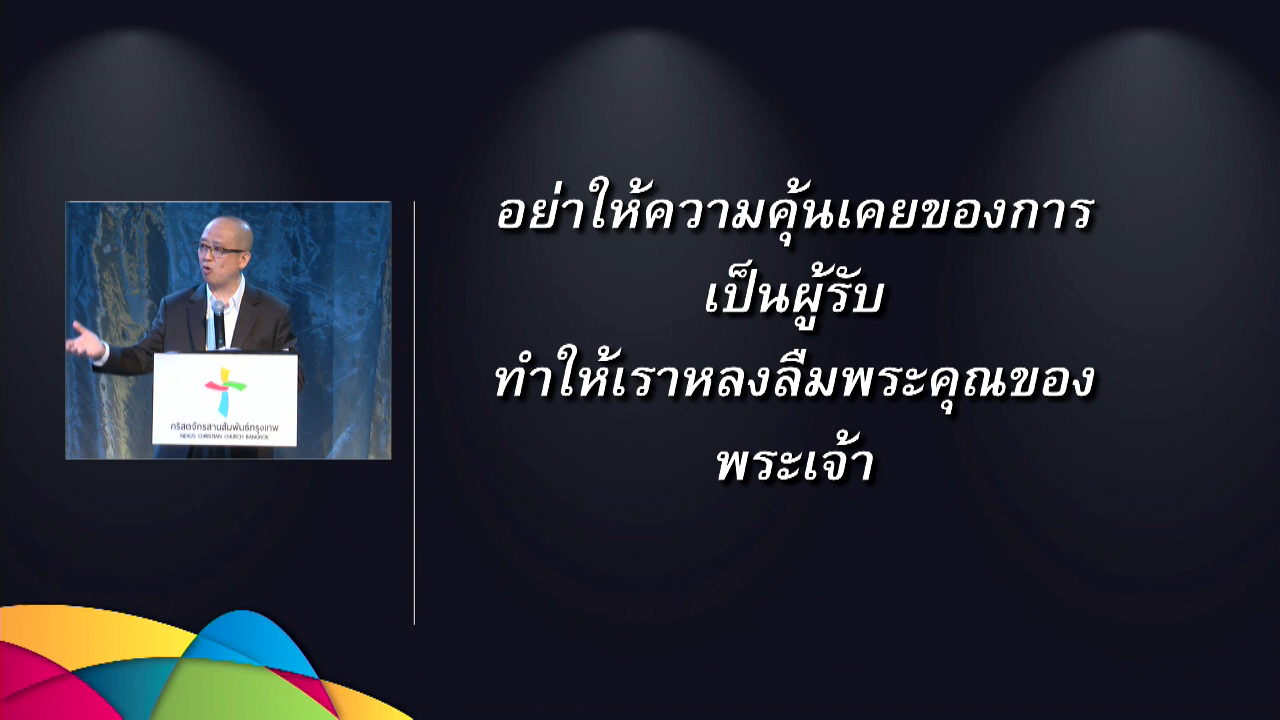 อย่าให้ความคุ้นเคยของการ
เป็นผู้รับ
ทำให้เราหลงลืมพระคุณของ
พระเจ้า
คริสตจักรสานสัมพันธ์กรุงเทพ
NEXUS CHRISTIAN CHURCH BANGKOK